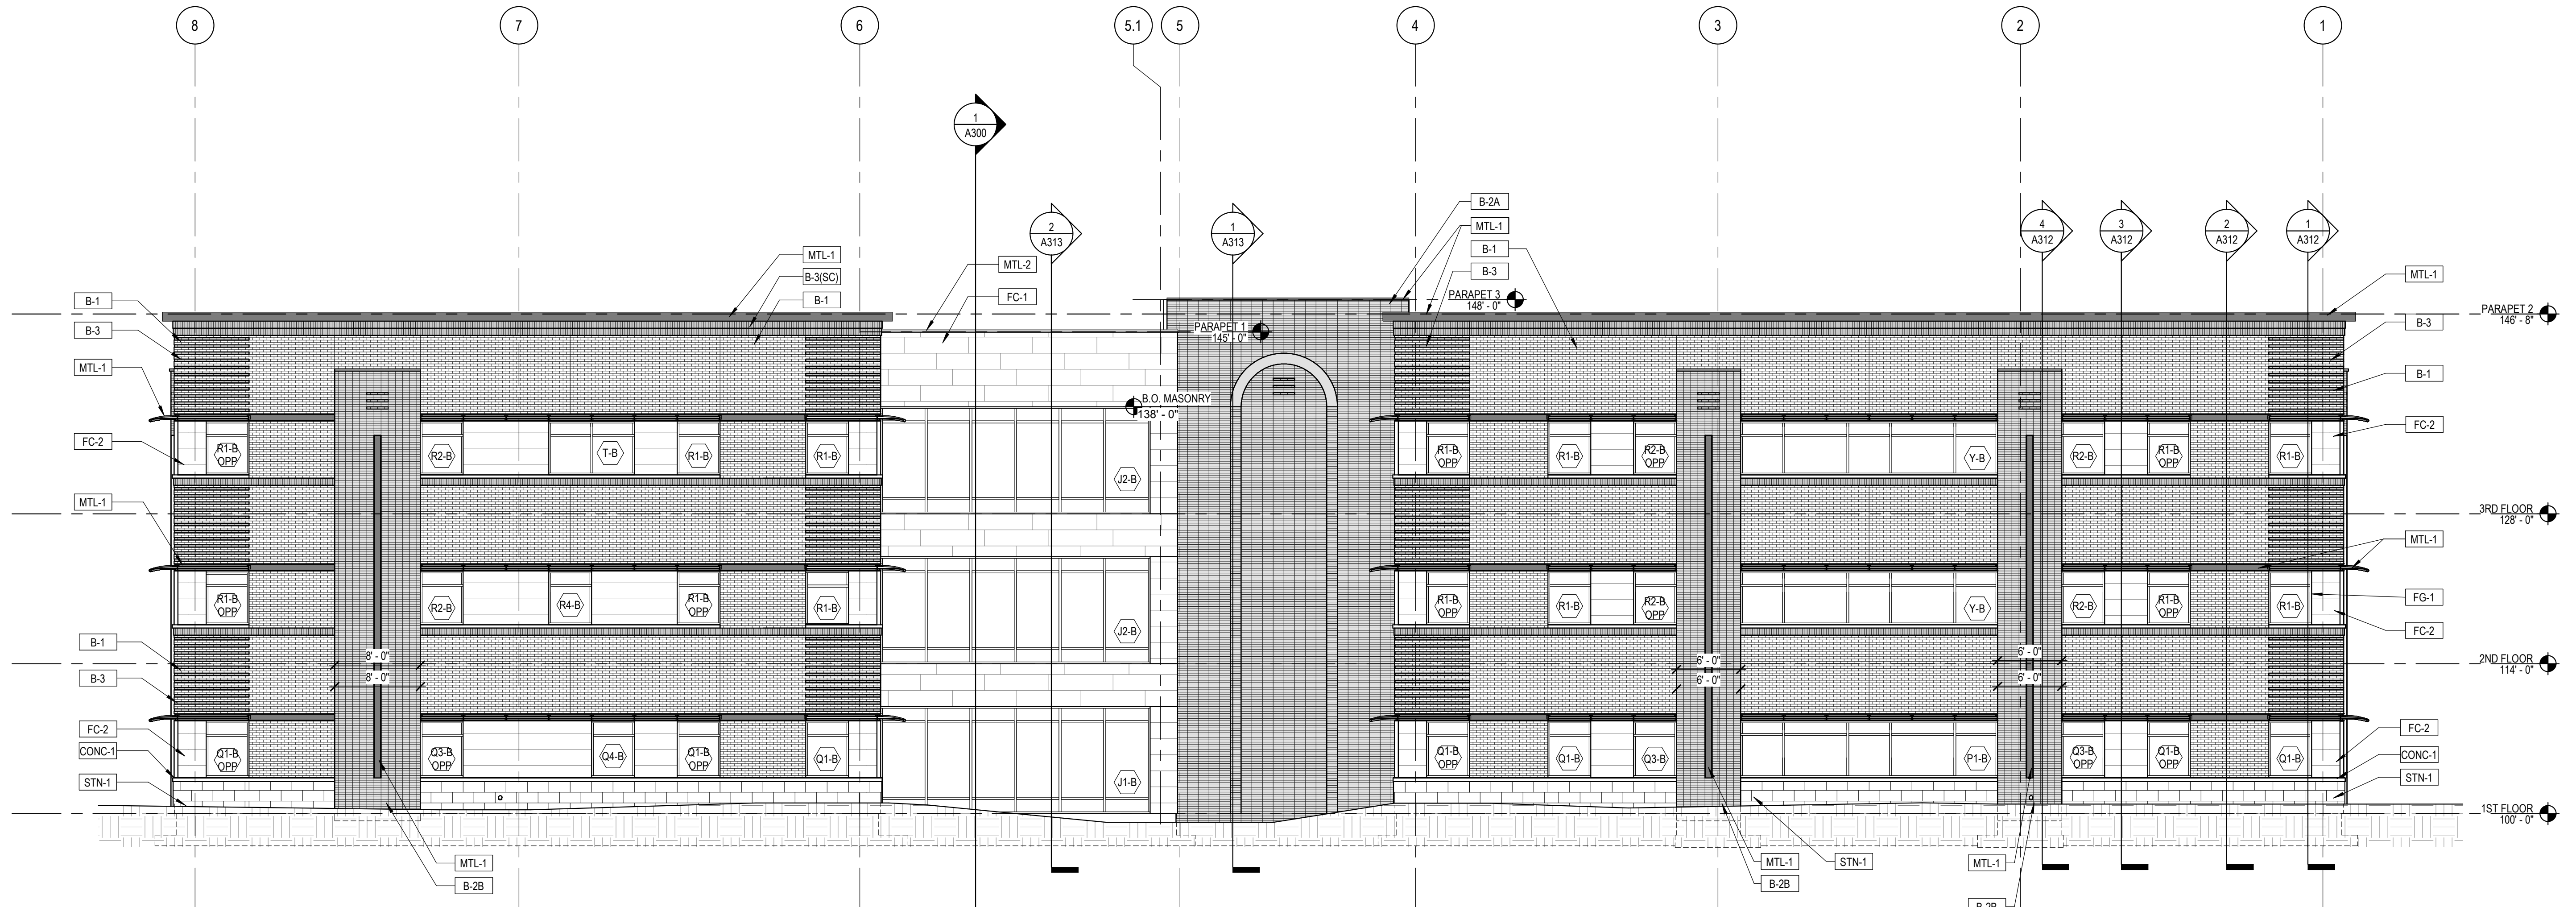 8
7
6
5.1
5
4
3
2
1
1
A300
2
A313
1
A313
4
A312
3
A312
2
A312
1
A312
B-2A
MTL-1
B-1
B-3
MTL-1
B-3(SC)
B-1
MTL-2
FC-1
MTL-1
B-3
B-1
FC-2
MTL-1
FG-1
FC-2
FC-2
CONC-1
STN-1
B-1
B-3
MTL-1
FC-2
MTL-1
B-1
B-3
FC-2
CONC-1
STN-1
PARAPET 3
148' - 0"
PARAPET 1
145' - 0"
PARAPET 2
146' - 8"
B.O. MASONRY
138' - 0"
3RD FLOOR
128' - 0"
2ND FLOOR
114' - 0"
1ST FLOOR
100' - 0"
R1-B
OPP
R2-B
T-B
R1-B
R1-B
J2-B
R1-B
OPP
R1-B
R2-B
OPP
Y-B
R2-B
R1-B
OPP
R1-B
R1-B
OPP
R2-B
R4-B
R1-B
OPP
R1-B
J2-B
R1-B
OPP
R1-B
R2-B
OPP
Y-B
R2-B
R1-B
OPP
R1-B
8' - 0"
8' - 0"
6' - 0"
6' - 0"
6' - 0"
6' - 0"
Q1-B
OPP
Q3-B
OPP
Q4-B
Q1-B
OPP
Q1-B
J1-B
Q1-B
OPP
Q1-B
Q3-B
P1-B
Q3-B
OPP
Q1-B
OPP
Q1-B
MTL-1
B-2B
MTL-1
B-2B
STN-1
MTL-1
B-2B